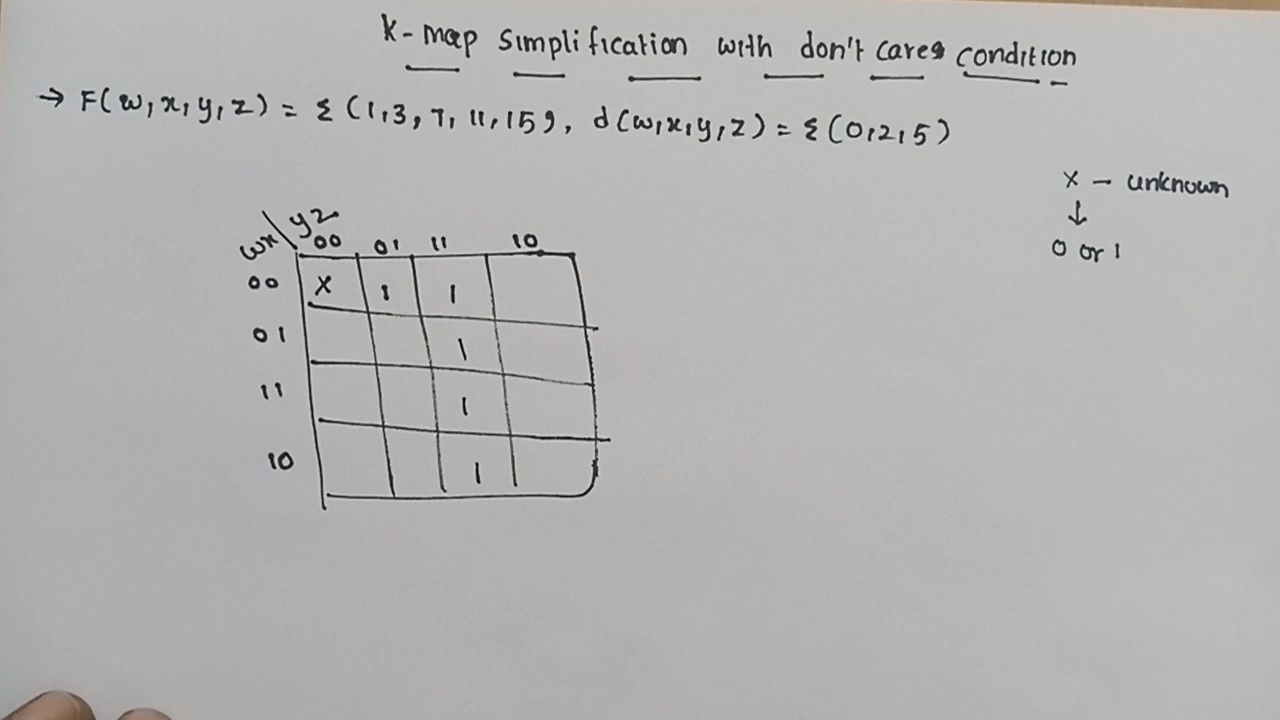 K-map simplification with don't cares condition
→ F(w,x,y,z) = Σ(1,3,7,11,15), d(w,x,y,z) = Σ(0,2,5)
x - unknown
↓
0 or 1
wx\yz
00 01 11 10
00 x 1 1
01 1
11 1
10 1